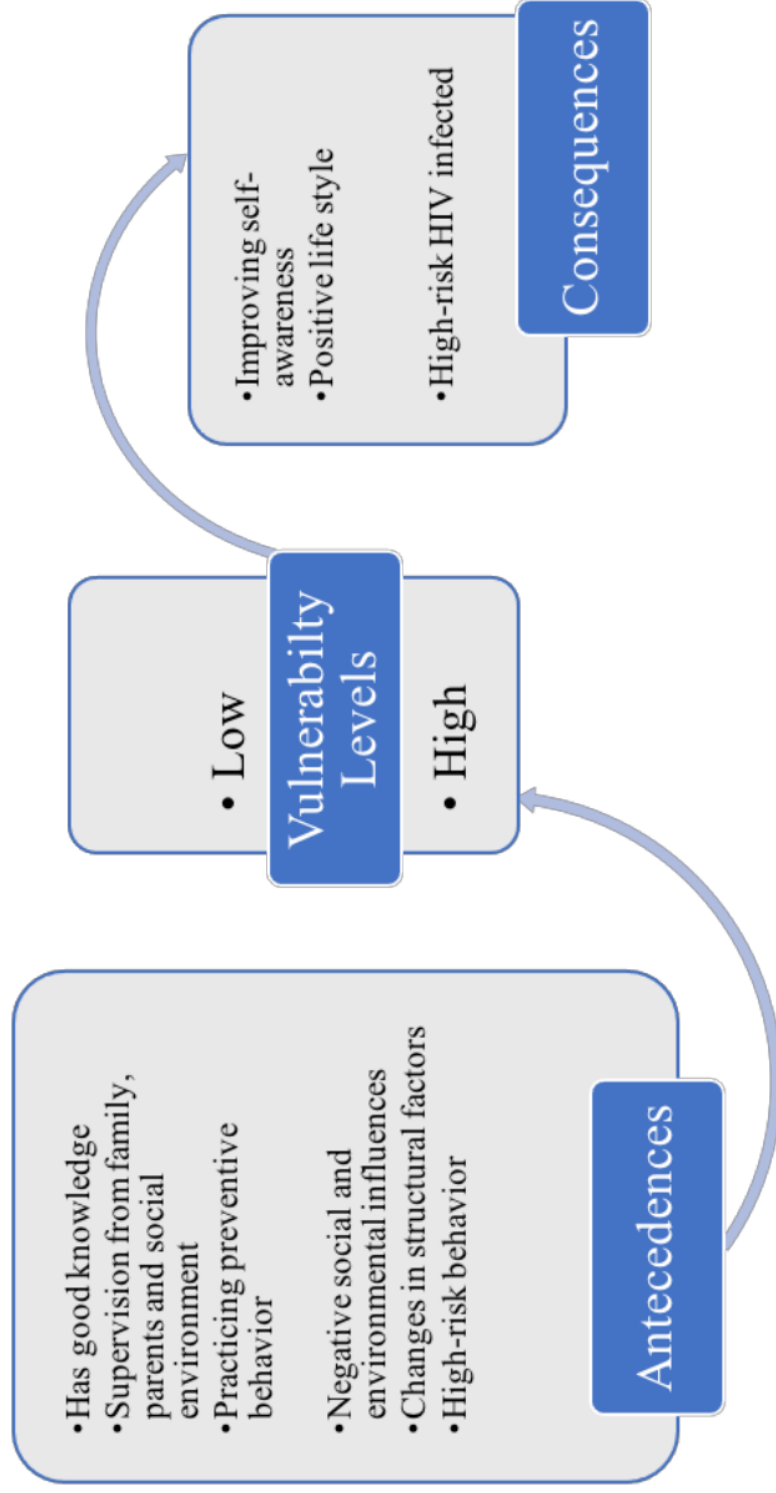 •Has good knowledge
•Supervision from family,
parents and social
environment
•Practicing preventive
behavior
•Negative social and
environmental influences
•Changes in structural factors
•High-risk behavior
Antecedences
• Low
Vulnerabilty
Levels
• High
•Improving self-
awareness
•Positive life style
•High-risk HIV infected
Consequences